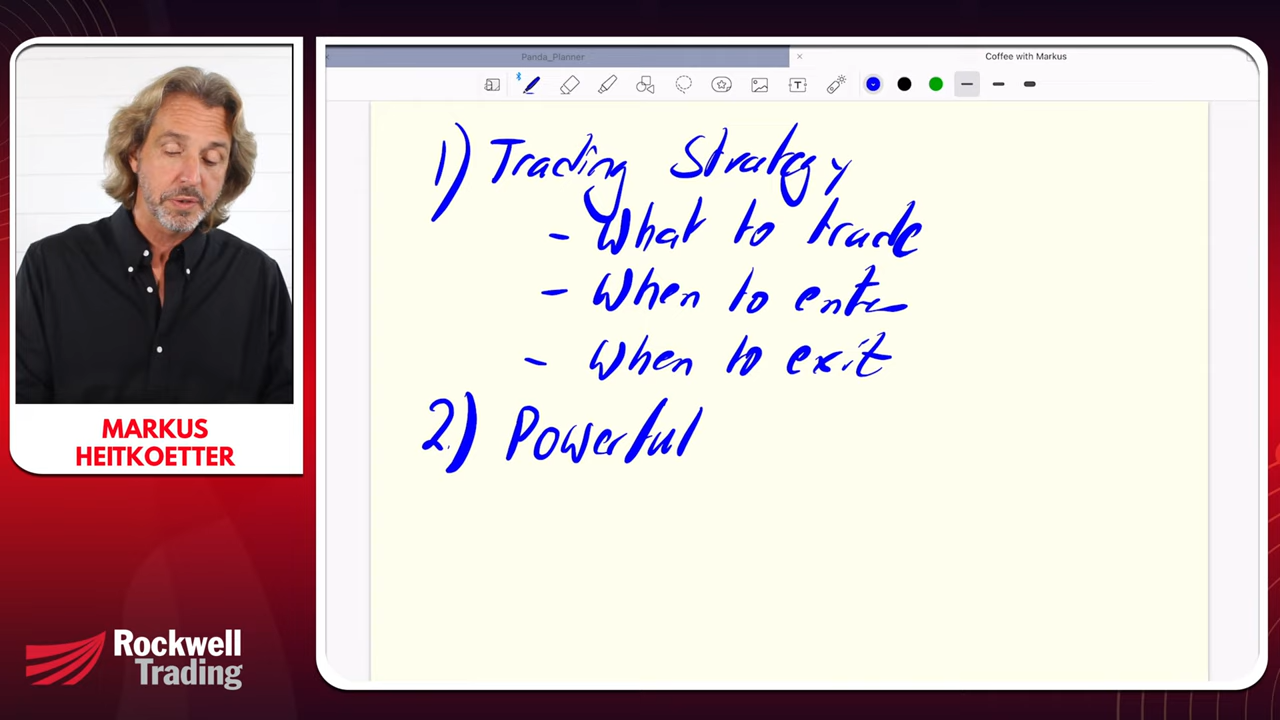 Panda_Planner
Coffee with Markus
1) Trading Strategy
- What to trade
- When to enter
- When to exit
2.) Powerful
MARKUS
HEITKOETTER
Rockwell
Trading